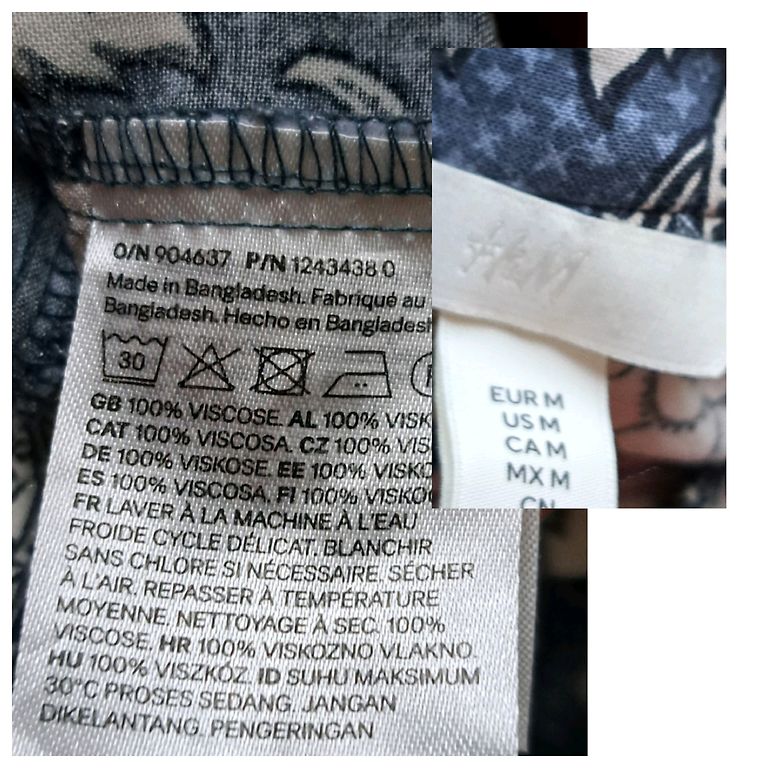 O/N 904637 P/N 1243438 0
Made in Bangladesh. Fabriqué au
Bangladesh. Hecho en Bangladesh
30
GB 100% VISCOSE. AL 100% VISK
CAT 100% VISCOSA. CZ 100% VIS
DE 100% VISKOSE. EE 100% VISKO
ES 100% VISCOSA. FI 100% VISKO
FR LAVER À LA MACHINE À L'EAU
FROIDE CYCLE DÉLICAT. BLANCHIR
SANS CHLORE SI NÉCESSAIRE. SÉCHER
À L'AIR. REPASSER À TEMPÉRATURE
MOYENNE. NETTOYAGE À SEC. 100%
VISCOSE. HR 100% VISKOZNO VLAKNO.
HU 100% VISZKÓZ. ID SUHU MAKSIMUM
30°C PROSES SEDANG. JANGAN
DIKELANTANG. PENGERINGAN
H&M
EUR M
US M
CA M
MX M
CN